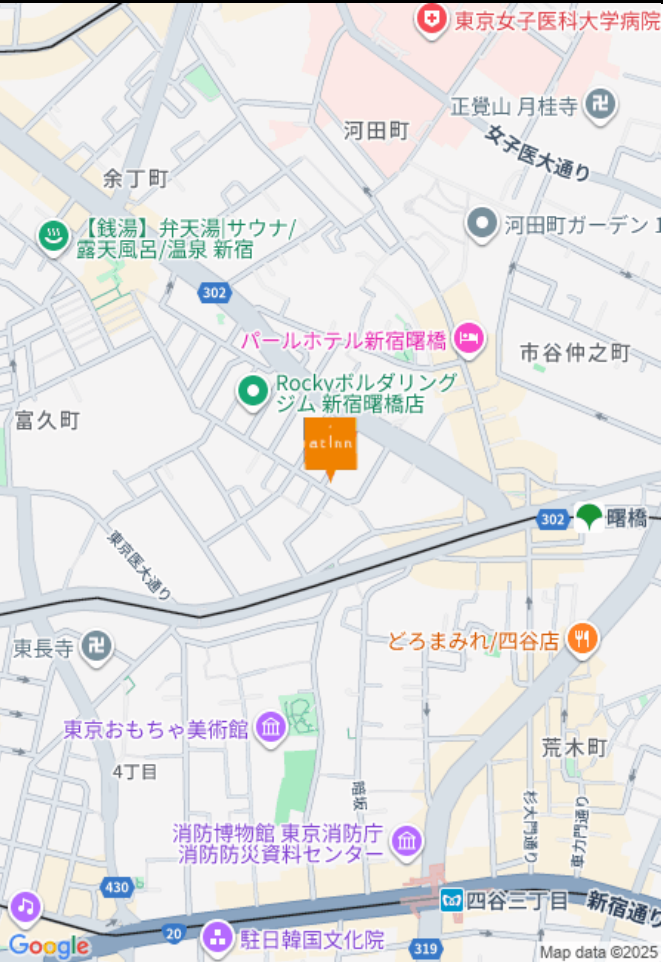 東京女子医科大学病院
正覺山 月桂寺
河田町
女子医大通り
余丁町
【銭湯】弁天湯|サウナ/
露天風呂/温泉 新宿
河田町ガーデン 1
302
パールホテル新宿曙橋
市谷仲之町
Rockyボルダリング
ジム 新宿曙橋店
富久町
atInn
302
曙橋
東京医大通り
どろまみれ/四谷店
東長寺
東京おもちゃ美術館
荒木町
4丁目
杉大門通り
車力門通り
消防博物館 東京消防庁
消防防災資料センター
430
四谷三丁目
新宿通り
20
駐日韓国文化院
319
Google
Map data ©2025